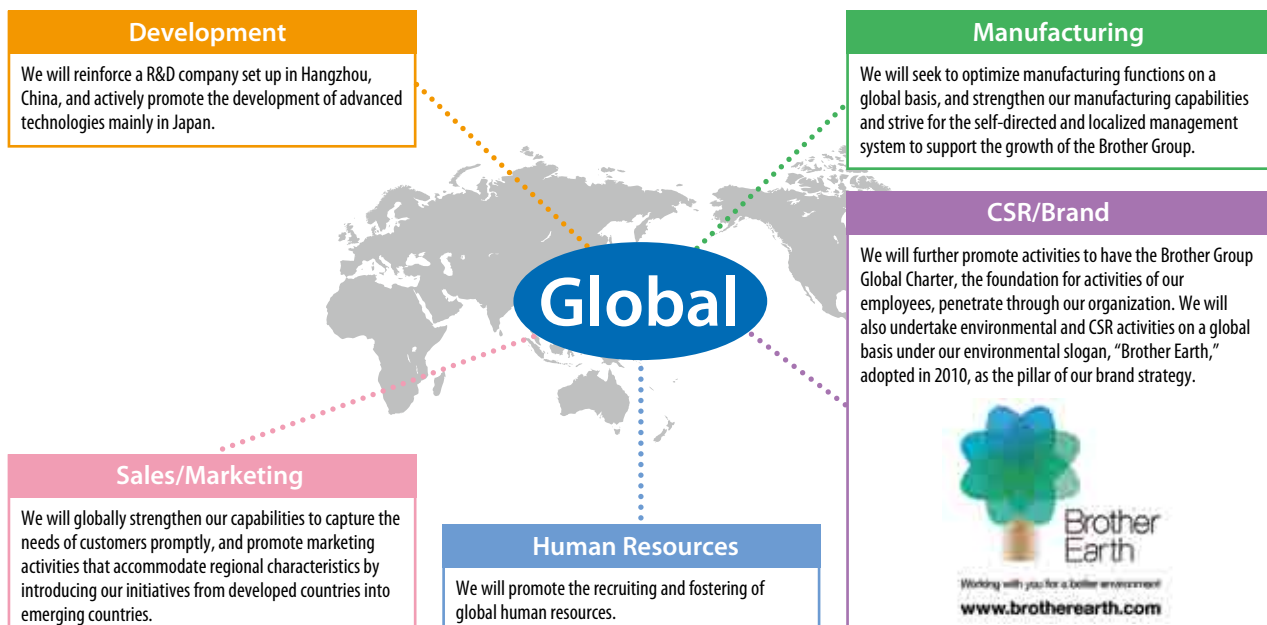 Development
We will reinforce a R&D company set up in Hangzhou,
China, and actively promote the development of advanced
technologies mainly in Japan.
Manufacturing
We will seek to optimize manufacturing functions on a
global basis, and strengthen our manufacturing capabilities
and strive for the self-directed and localized management
system to support the growth of the Brother Group.
CSR/Brand
We will further promote activities to have the Brother Group
Global Charter, the foundation for activities of our
employees, penetrate through our organization. We will
also undertake environmental and CSR activities on a global
basis under our environmental slogan, “Brother Earth,”
adopted in 2010, as the pillar of our brand strategy.
Brother
Earth
Working with you for a better environment
www.brotherearth.com
Global
Sales/Marketing
We will globally strengthen our capabilities to capture the
needs of customers promptly, and promote marketing
activities that accommodate regional characteristics by
introducing our initiatives from developed countries into
emerging countries.
Human Resources
We will promote the recruiting and fostering of
global human resources.